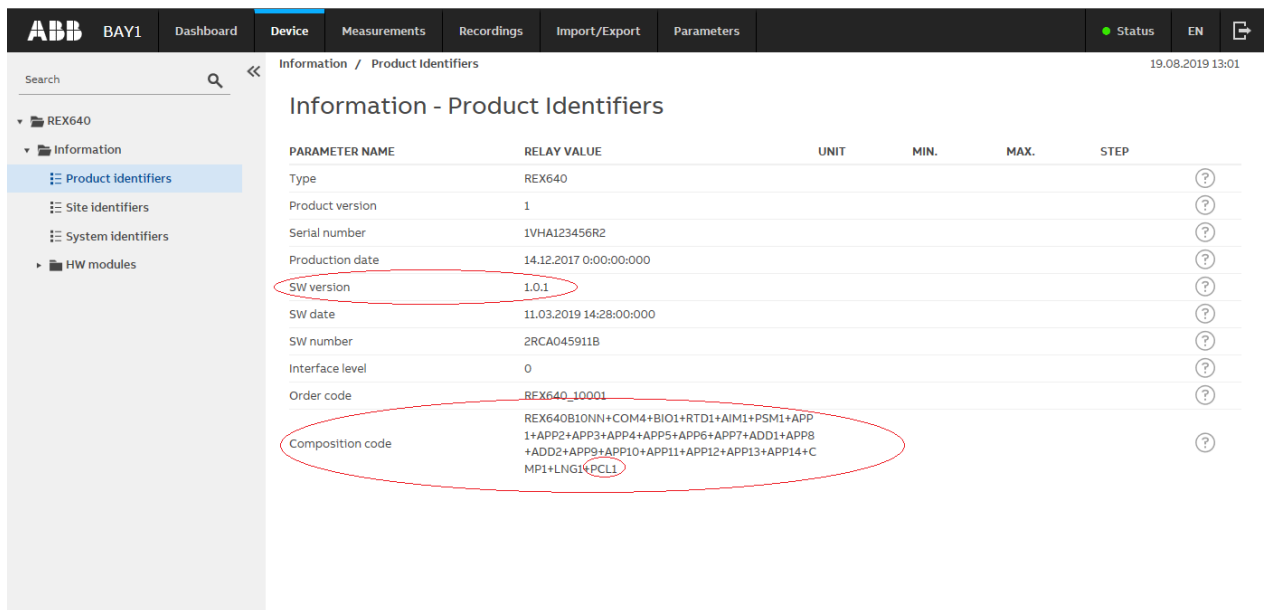 ABB BAY1 Dashboard Device Measurements Recordings Import/Export Parameters Status EN
Search
Information / Product Identifiers 19.08.2019 13:01
Information - Product Identifiers
REX640
Information
Product identifiers
Site identifiers
System identifiers
HW modules
PARAMETER NAME RELAY VALUE UNIT MIN. MAX. STEP
Type REX640 ?
Product version 1 ?
Serial number 1VHA123456R2 ?
Production date 14.12.2017 0:00:00:000 ?
SW version 1.0.1 ?
SW date 11.03.2019 14:28:00:000 ?
SW number 2RCA045911B ?
Interface level 0 ?
Order code REX640_10001 ?
Composition code ?
REX640B10NN+COM4+BIO1+RTD1+AIM1+PSM1+APP
1+APP2+APP3+APP4+APP5+APP6+APP7+ADD1+APP8
+ADD2+APP9+APP10+APP11+APP12+APP13+APP14+C
MP1+LNG1+PCL1